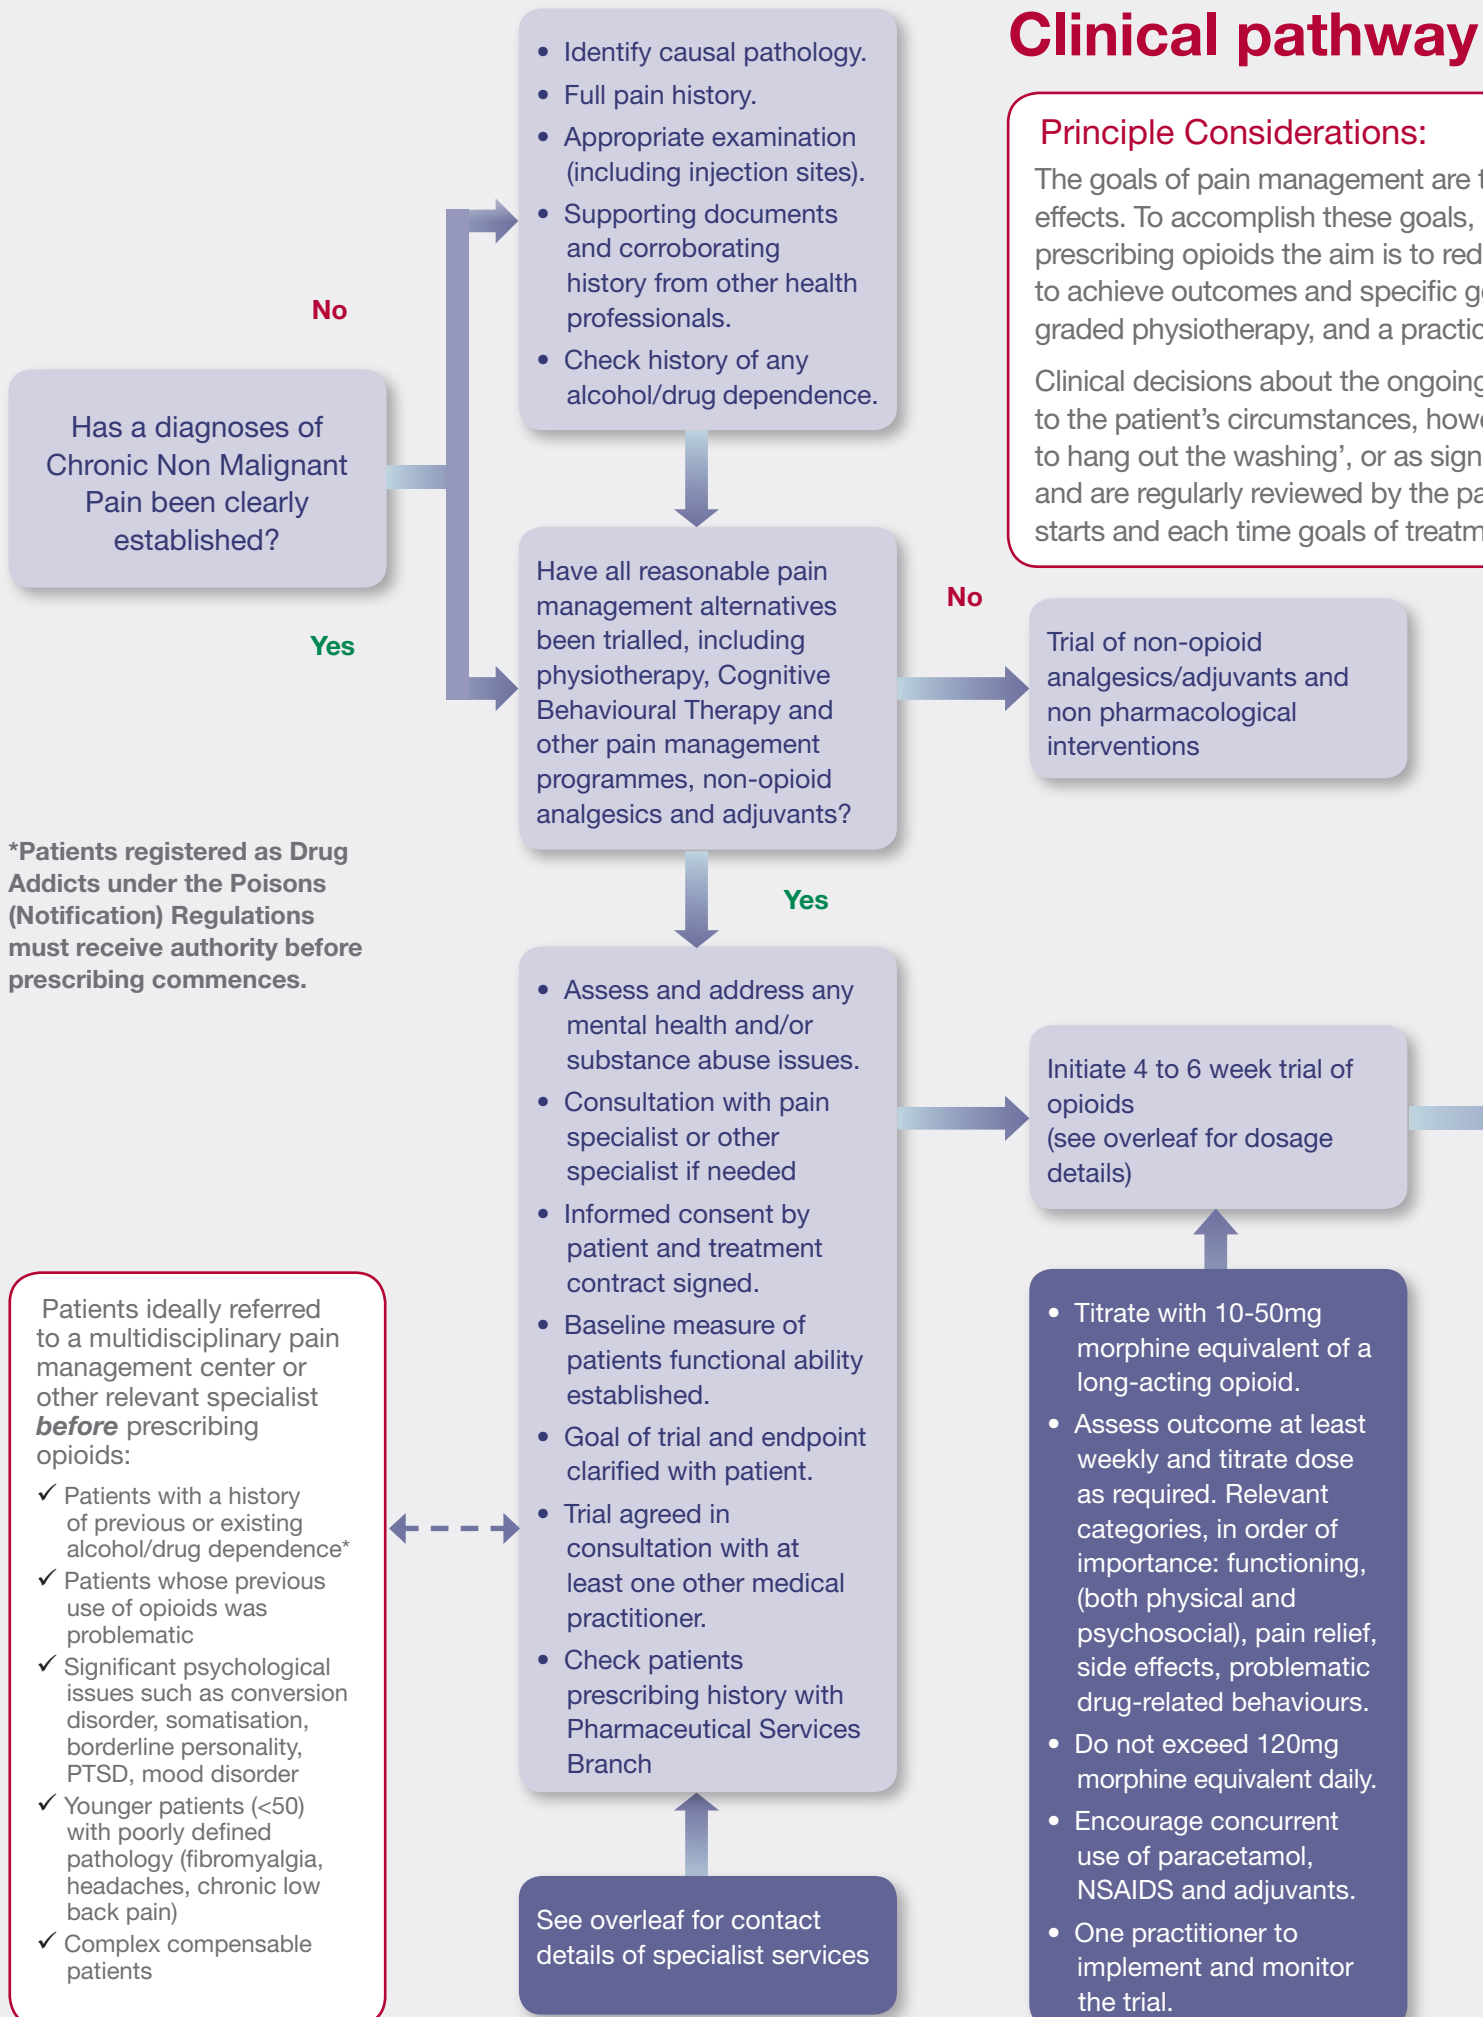 Clinical pathway
Principle Considerations:
The goals of pain management are
effects. To accomplish these goals,
prescribing opioids the aim is to
to achieve outcomes and specific
graded physiotherapy, and a
Clinical decisions about the ongoing
to the patient’s circumstances,
to hang out the washing’, or as
and are regularly reviewed by the
starts and each time goals of
• Identify causal pathology.
• Full pain history.
• Appropriate examination
(including injection sites).
• Supporting documents
and corroborating
history from other health
professionals.
• Check history of any
alcohol/drug dependence.
No
Has a diagnoses of
Chronic Non Malignant
Pain been clearly
established?
Yes
Have all reasonable pain
management alternatives
been trialled, including
physiotherapy, Cognitive
Behavioural Therapy and
other pain management
programmes, non-opioid
analgesics and adjuvants?
No
Trial of non-opioid
analgesics/adjuvants and
non pharmacological
interventions
Yes
*Patients registered as Drug
Addicts under the Poisons
(Notification) Regulations
must receive authority before
prescribing commences.
• Assess and address any
mental health and/or
substance abuse issues.
• Consultation with pain
specialist or other
specialist if needed
• Informed consent by
patient and treatment
contract signed.
• Baseline measure of
patients functional ability
established.
• Goal of trial and endpoint
clarified with patient.
• Trial agreed in
consultation with at
least one other medical
practitioner.
• Check patients
prescribing history with
Pharmaceutical Services
Branch
Initiate 4 to 6 week trial of
opioids
(see overleaf for dosage
details)
Patients ideally referred
to a multidisciplinary pain
management center or
other relevant specialist
before prescribing
opioids:
✓ Patients with a history
of previous or existing
alcohol/drug dependence*
✓ Patients whose previous
use of opioids was
problematic
✓ Significant psychological
issues such as conversion
disorder, somatisation,
borderline personality,
PTSD, mood disorder
✓ Younger patients (<50)
with poorly defined
pathology (fibromyalgia,
headaches, chronic low
back pain)
✓ Complex compensable
patients
See overleaf for contact
details of specialist services
• Titrate with 10-50mg
morphine equivalent of a
long-acting opioid.
• Assess outcome at least
weekly and titrate dose
as required. Relevant
categories, in order of
importance: functioning,
(both physical and
psychosocial), pain relief,
side effects, problematic
drug-related behaviours.
• Do not exceed 120mg
morphine equivalent daily.
• Encourage concurrent
use of paracetamol,
NSAIDS and adjuvants.
• One practitioner to
implement and monitor
the trial.